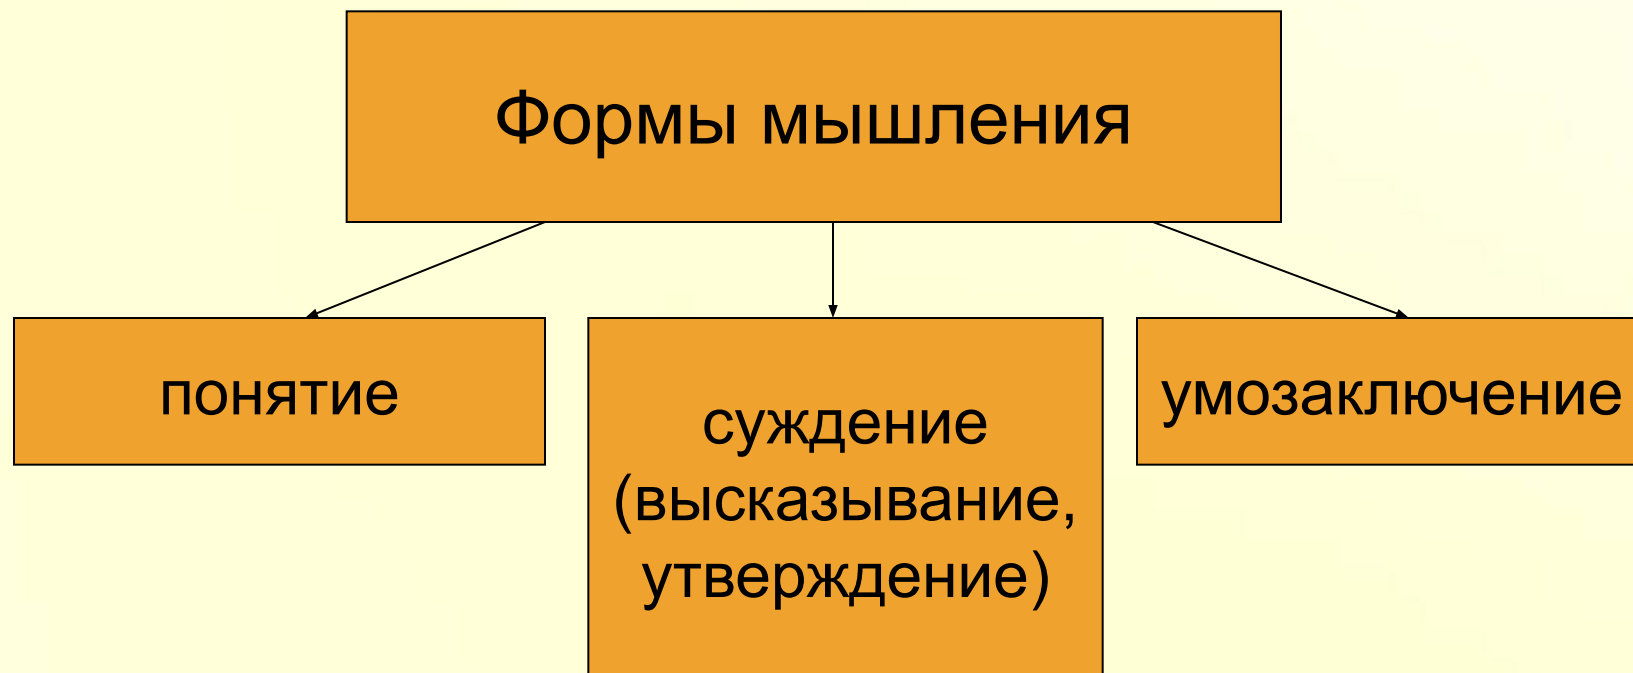 Формы мышления
понятие
суждение
(высказывание,
утверждение)
умозаключение